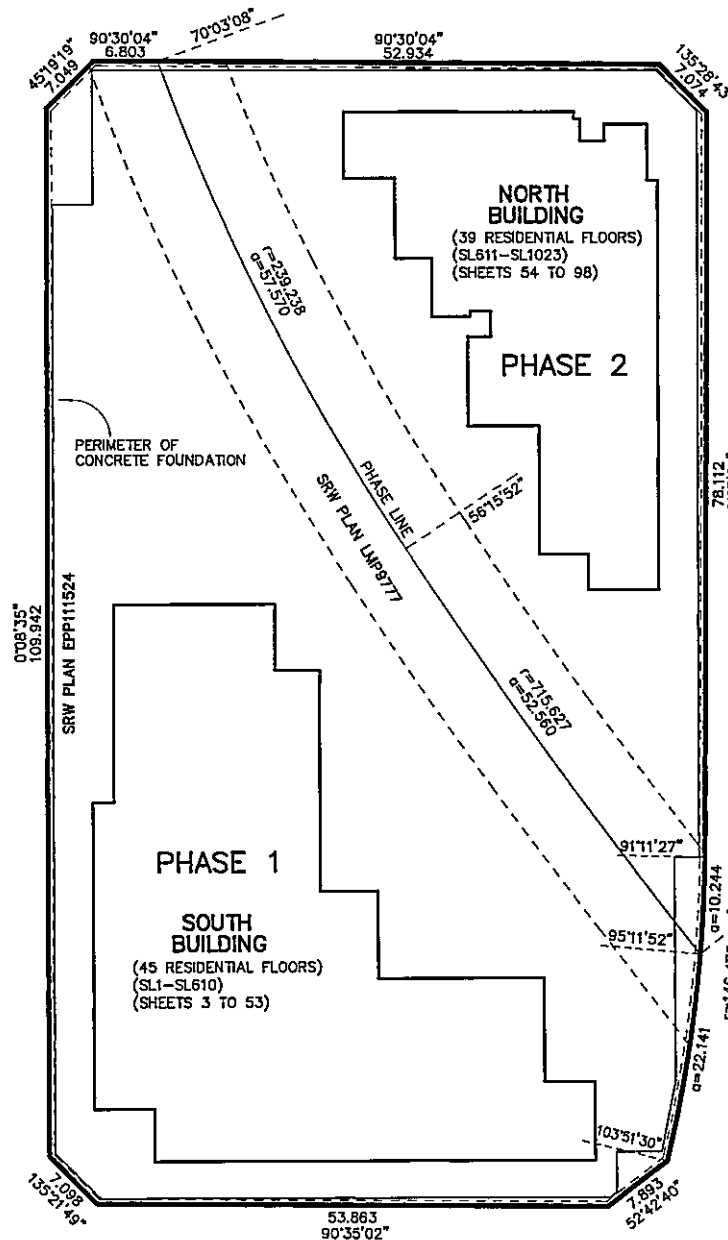 90°30'04"
6.803
70°03'08"
90°30'04"
52.934
45°19'19"
7.049
135°28'43"
7.074
NORTH
BUILDING
(39 RESIDENTIAL FLOORS)
(SL611-SL1023)
(SHEETS 54 TO 98)
r=239.238
a=57.570
PHASE 2
PERIMETER OF
CONCRETE FOUNDATION
PHASE LINE
SRW PLAN LMP9777
56°15'52"
78.112
0°08'35"
109.942
SRW PLAN EPP111524
r=715.627
a=52.560
PHASE 1
91°11'27"
a=10.244
SOUTH
BUILDING
(45 RESIDENTIAL FLOORS)
(SL1-SL610)
(SHEETS 3 TO 53)
95°11'52"
a=22.141
103°51'30"
7.098
135°21'49"
53.863
90°35'02"
7.893
52°42'40"